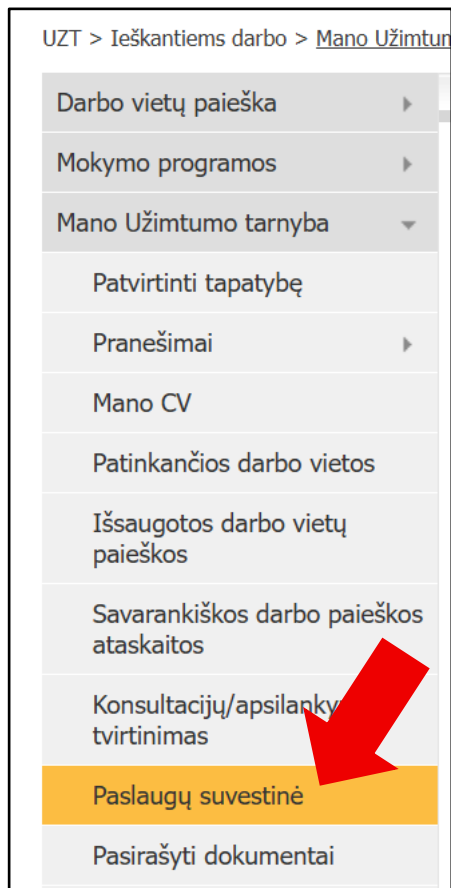 UZT > Ieškantiems darbo > Mano Užimtum
Darbo vietų paieška
Mokymo programos
Mano Užimtumo tarnyba
Patvirtinti tapatybę
Pranešimai
Mano CV
Patinkančios darbo vietos
Išsaugotos darbo vietų
paieškos
Savarankiškos darbo paieškos
ataskaitos
Konsultacijų/apsilanky
tvirtinimas
Paslaugų suvestinė
Pasirašyti dokumentai